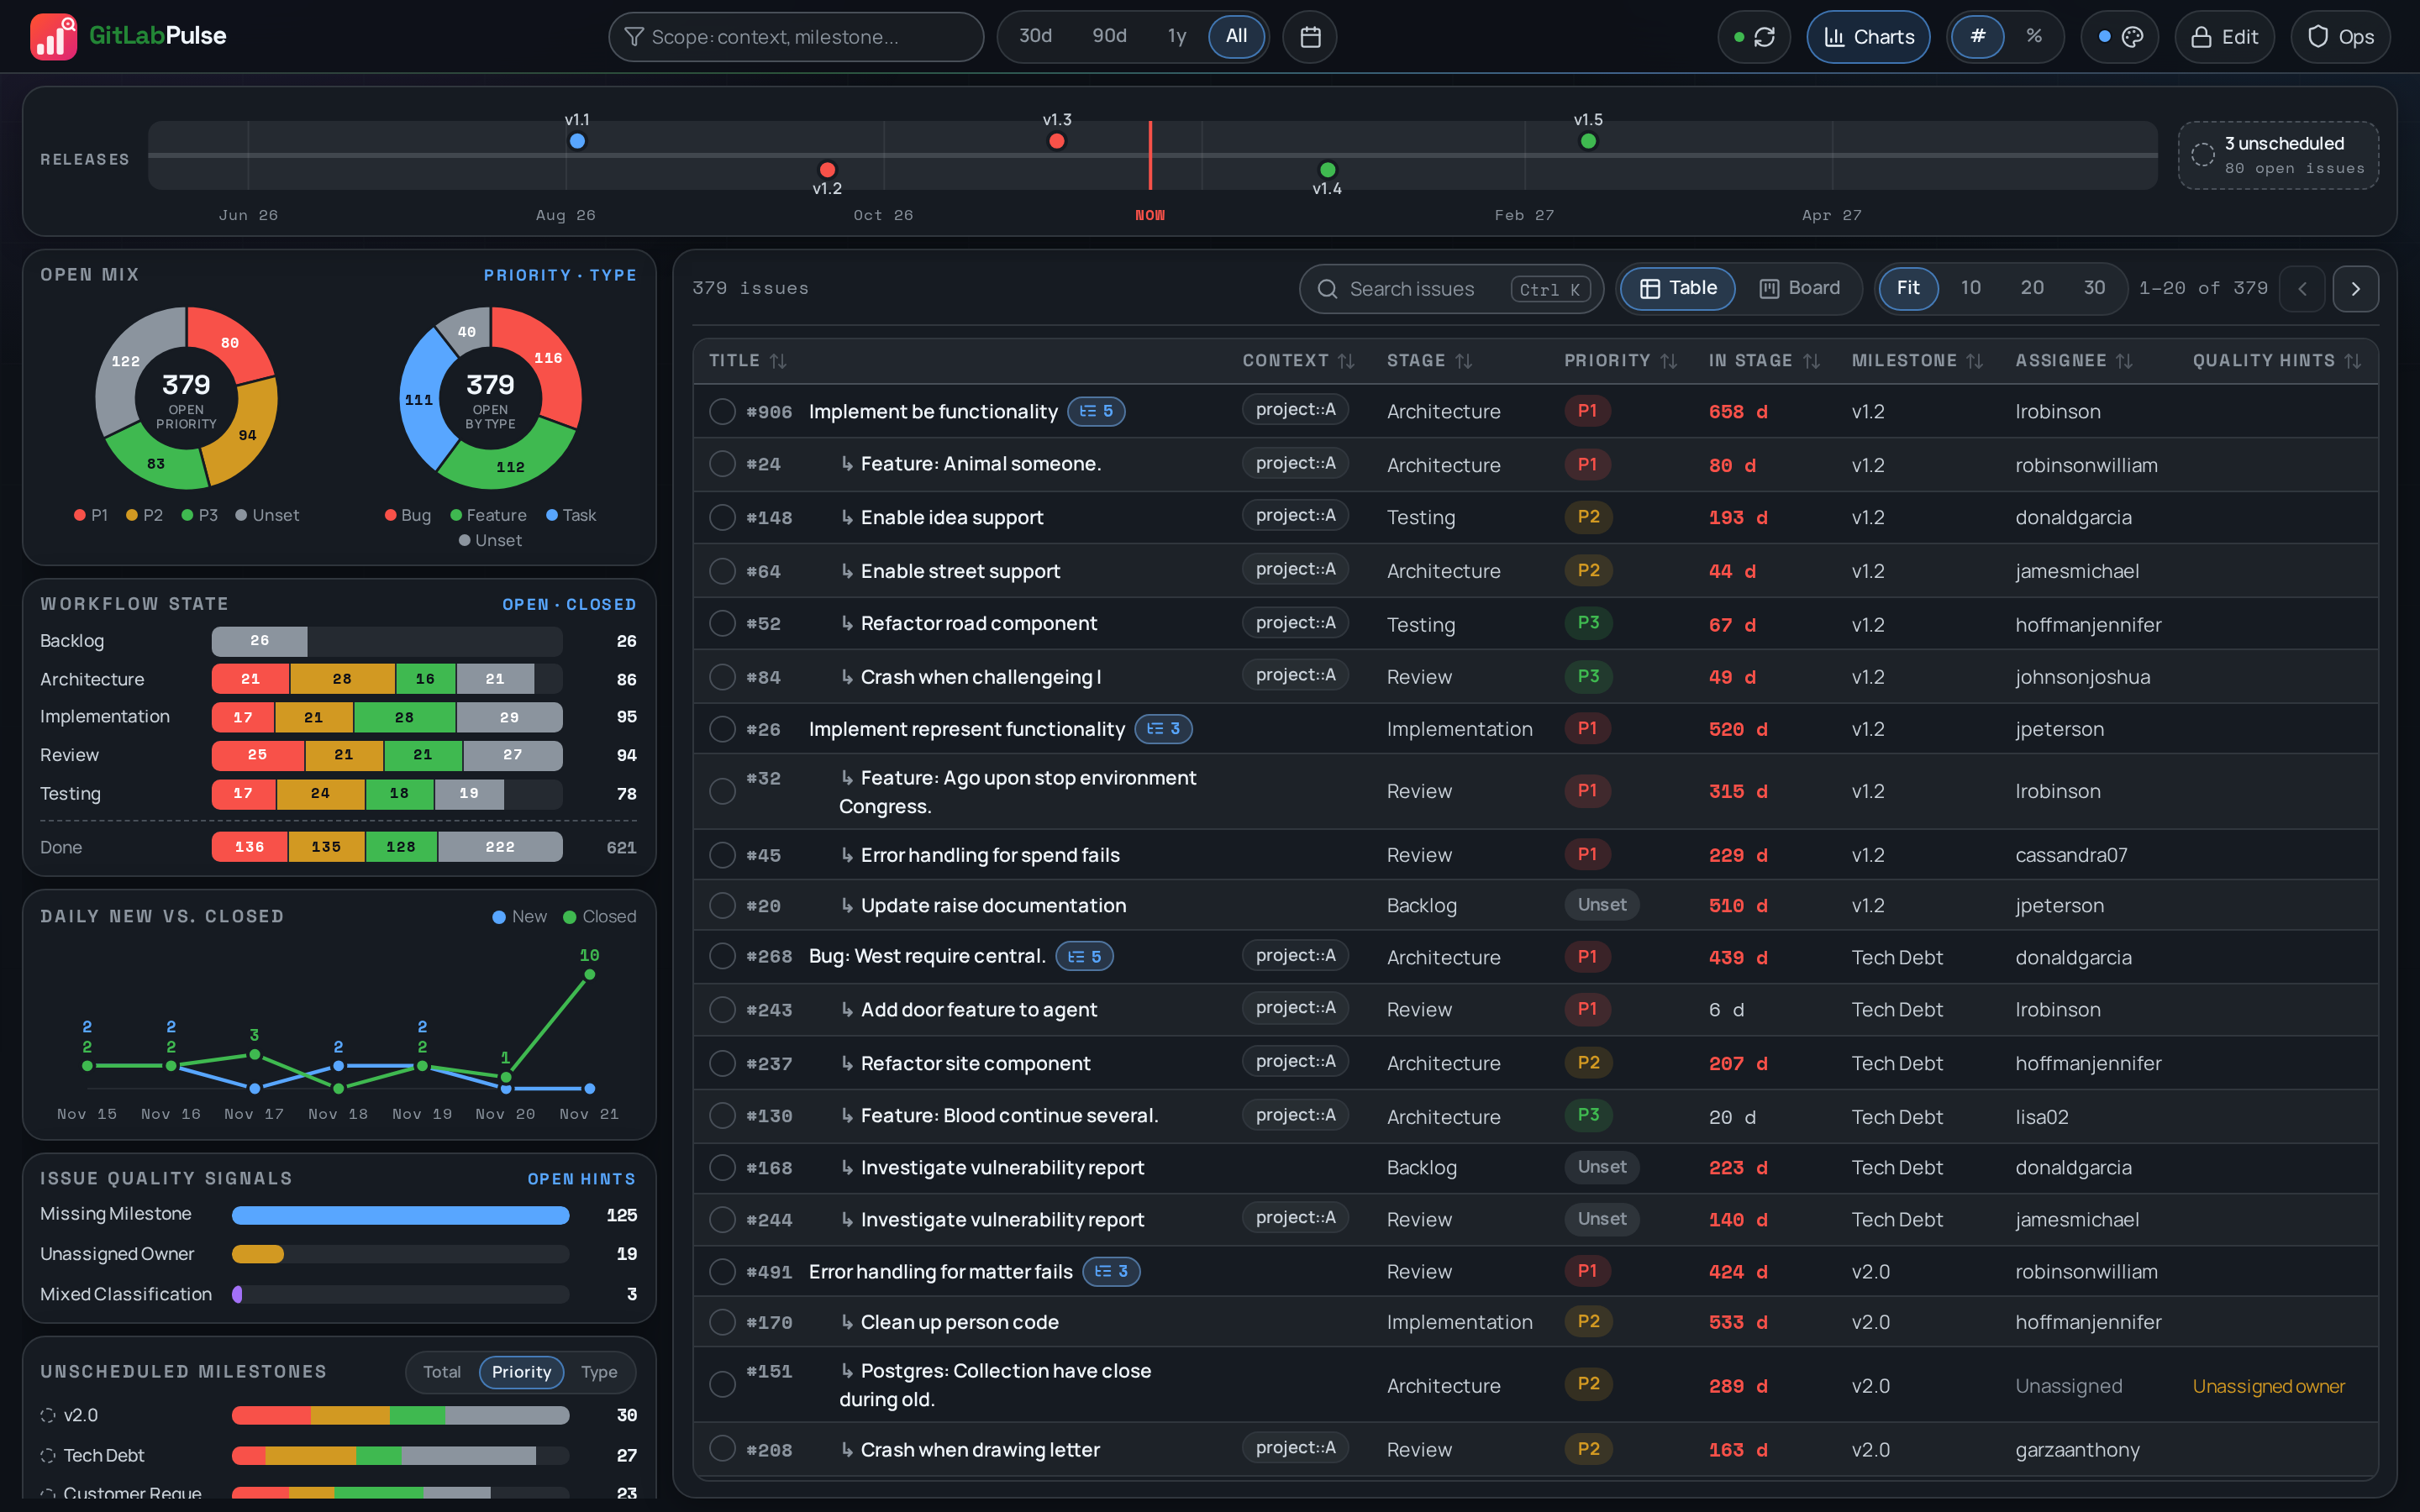 GitLabPulse
Scope: context, milestone...
30d 90d 1y All
Charts # % Edit Ops
RELEASES
v1.1 v1.3 v1.5
v1.2 v1.4
Jun 26 Aug 26 Oct 26 NOW Feb 27 Apr 27
3 unscheduled
80 open issues
OPEN MIX PRIORITY · TYPE
80 94 83 122
379
OPEN
PRIORITY
116 112 111 40
379
OPEN
BY TYPE
P1 P2 P3 Unset
Bug Feature Task
Unset
WORKFLOW STATE OPEN · CLOSED
Backlog 26 26
Architecture 21 28 16 21 86
Implementation 17 21 28 29 95
Review 25 21 21 27 94
Testing 17 24 18 19 78
Done 136 135 128 222 621
DAILY NEW VS. CLOSED New Closed
10
2 2 3 2 2 1
2 2 2
Nov 15 Nov 16 Nov 17 Nov 18 Nov 19 Nov 20 Nov 21
ISSUE QUALITY SIGNALS OPEN HINTS
Missing Milestone 125
Unassigned Owner 19
Mixed Classification 3
UNSCHEDULED MILESTONES Total Priority Type
v2.0 30
Tech Debt 27
Customer Reque 23
379 issues Search issues Ctrl K Table Board Fit 10 20 30 1–20 of 379
TITLE CONTEXT STAGE PRIORITY IN STAGE MILESTONE ASSIGNEE QUALITY HINTS
#906 Implement be functionality 5 project::A Architecture P1 658 d v1.2 lrobinson
#24 ↳ Feature: Animal someone. project::A Architecture P1 80 d v1.2 robinsonwilliam
#148 ↳ Enable idea support project::A Testing P2 193 d v1.2 donaldgarcia
#64 ↳ Enable street support project::A Architecture P2 44 d v1.2 jamesmichael
#52 ↳ Refactor road component project::A Testing P3 67 d v1.2 hoffmanjennifer
#84 ↳ Crash when challengeing l project::A Review P3 49 d v1.2 johnsonjoshua
#26 Implement represent functionality 3 Implementation P1 520 d v1.2 jpeterson
#32 ↳ Feature: Ago upon stop environment
Congress. Review P1 315 d v1.2 lrobinson
#45 ↳ Error handling for spend fails Review P1 229 d v1.2 cassandra07
#20 ↳ Update raise documentation Backlog Unset 510 d v1.2 jpeterson
#268 Bug: West require central. 5 project::A Architecture P1 439 d Tech Debt donaldgarcia
#243 ↳ Add door feature to agent project::A Review P1 6 d Tech Debt lrobinson
#237 ↳ Refactor site component project::A Architecture P2 207 d Tech Debt hoffmanjennifer
#130 ↳ Feature: Blood continue several. project::A Architecture P3 20 d Tech Debt lisa02
#168 ↳ Investigate vulnerability report Backlog Unset 223 d Tech Debt donaldgarcia
#244 ↳ Investigate vulnerability report project::A Review Unset 140 d Tech Debt jamesmichael
#491 Error handling for matter fails 3 Review P1 424 d v2.0 robinsonwilliam
#170 ↳ Clean up person code Implementation P2 533 d v2.0 hoffmanjennifer
#151 ↳ Postgres: Collection have close
during old. Architecture P2 289 d v2.0 Unassigned Unassigned owner
#208 ↳ Crash when drawing letter project::A Review P2 163 d v2.0 garzaanthony